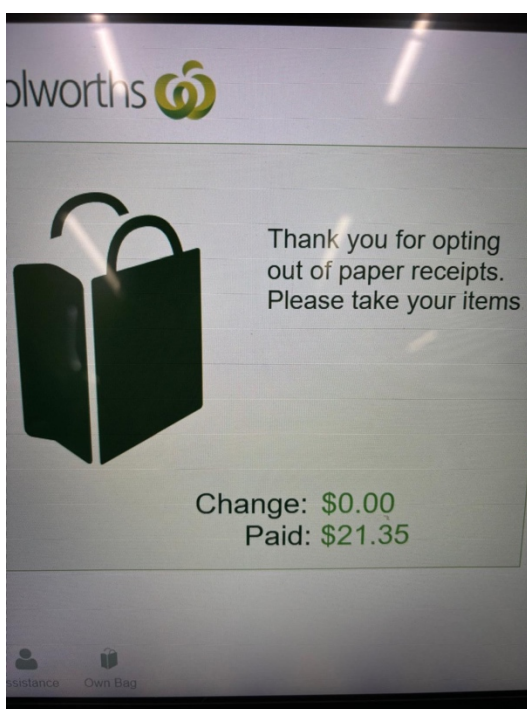 olworths
Thank you for opting
out of paper receipts.
Please take your items
Change: $0.00
Paid: $21.35
ssistance Own Bag